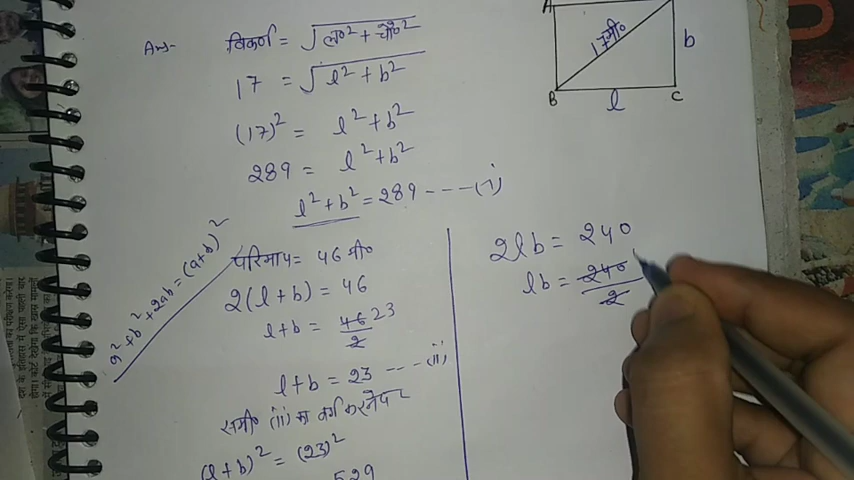 Ans- विकर्ण = √ल०² + चौ०²
17 = √l² + b²
(17)² = l² + b²
289 = l² + b²
l² + b² = 289 ----(i)
a² + b² + 2ab = (a+b)²
परिमाप = 46 मी०
2(l+b) = 46
l+b = 46/2 23
l+b = 23 ---(ii)
समी० (ii) का वर्ग करने पर
(l+b)² = (23)²
529
A
17मी०
b
B
l
C
2lb = 240
lb = 240/2